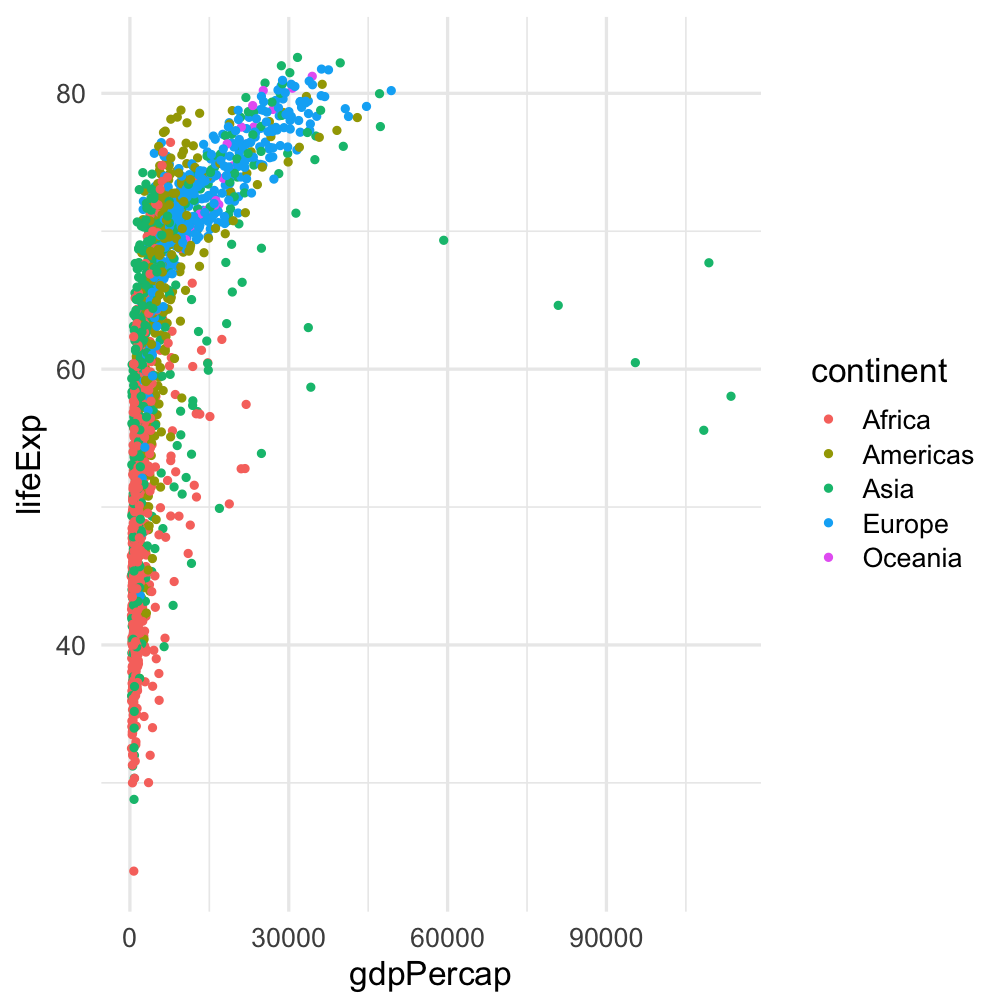 80
60
40
lifeExp
0 30000 60000 90000
gdpPercap
continent
Africa
Americas
Asia
Europe
Oceania